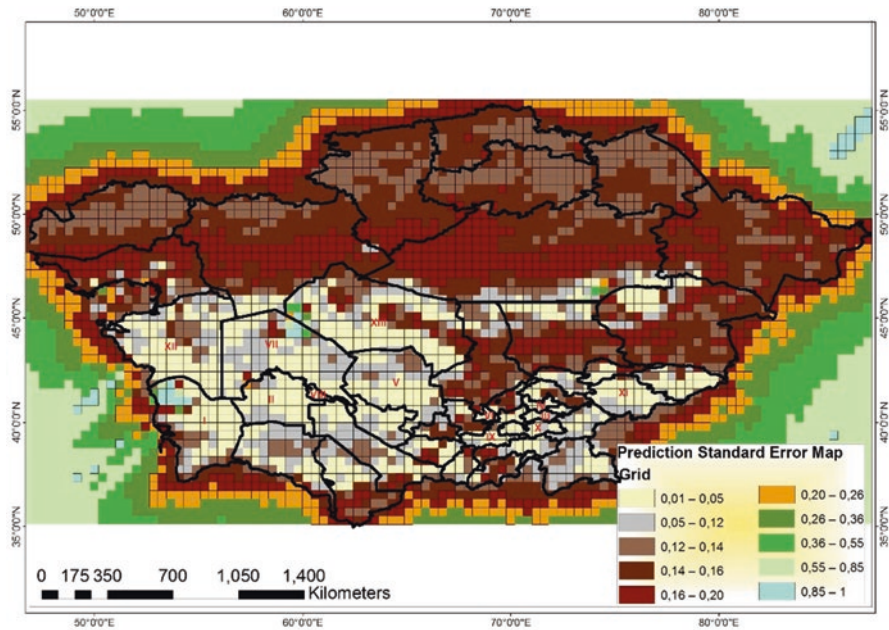 50°0'0"E 60°0'0"E 70°0'0"E 80°0'0"E
55°0'0"N 55°0'0"N
50°0'0"N 50°0'0"N
45°0'0"N 45°0'0"N
40°0'0"N 40°0'0"N
35°0'0"N 35°0'0"N
XIII
XII VII
V
XI
I II
X
IX
Prediction Standard Error Map
Grid
0,01 – 0,05 0,20 – 0,26
0,05 – 0,12 0,26 – 0,36
0,12 – 0,14 0,36 – 0,55
0,14 – 0,16 0,55 – 0,85
0,16 – 0,20 0,85 – 1
0 175 350 700 1,050 1,400
Kilometers
50°0'0"E 60°0'0"E 70°0'0"E 80°0'0"E